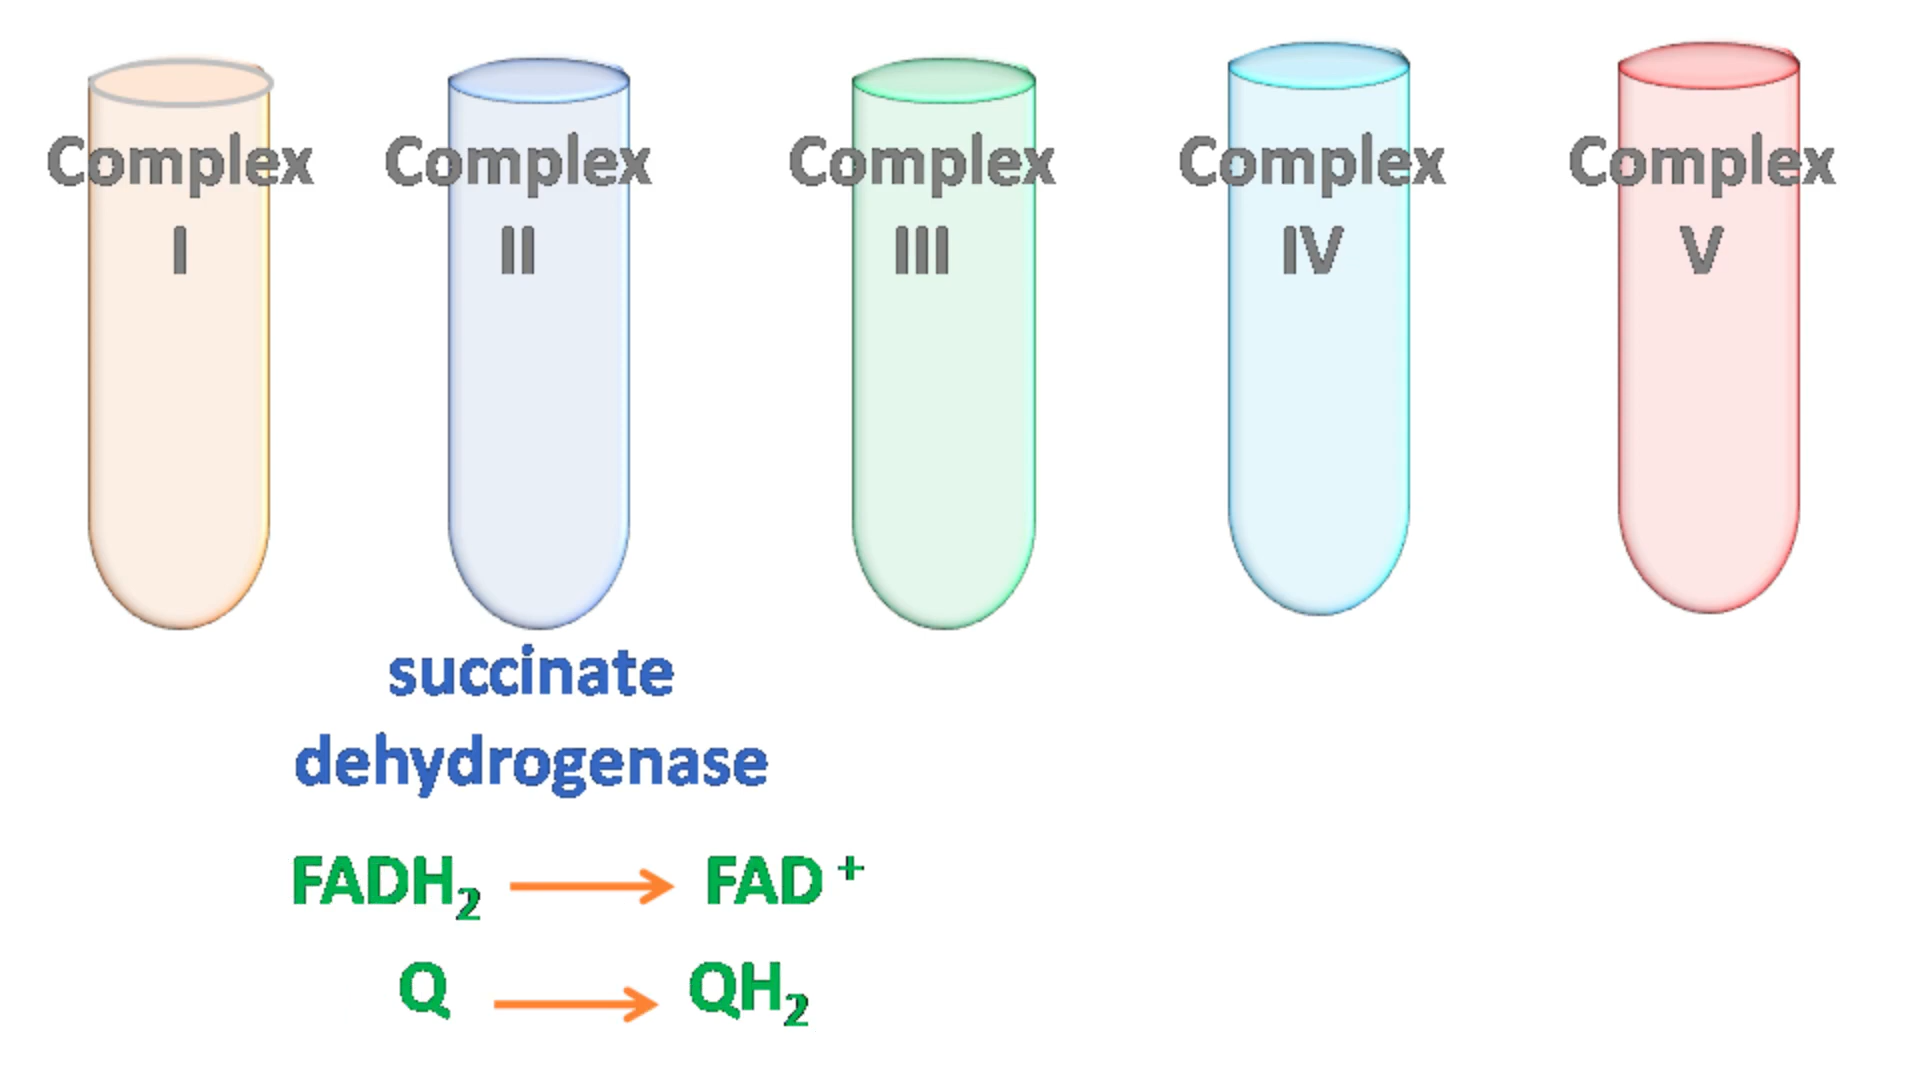 Complex
I
Complex
II
Complex
III
Complex
IV
Complex
V
succinate
dehydrogenase
FADH₂ → FAD⁺
Q → QH₂